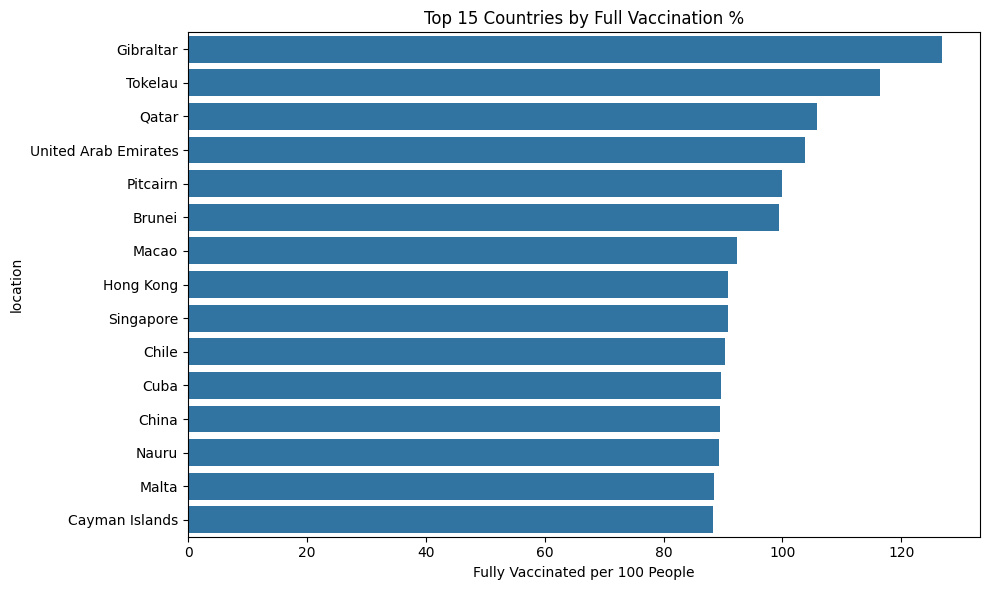 Top 15 Countries by Full Vaccination %
location
Gibraltar
Tokelau
Qatar
United Arab Emirates
Pitcairn
Brunei
Macao
Hong Kong
Singapore
Chile
Cuba
China
Nauru
Malta
Cayman Islands
0 20 40 60 80 100 120
Fully Vaccinated per 100 People